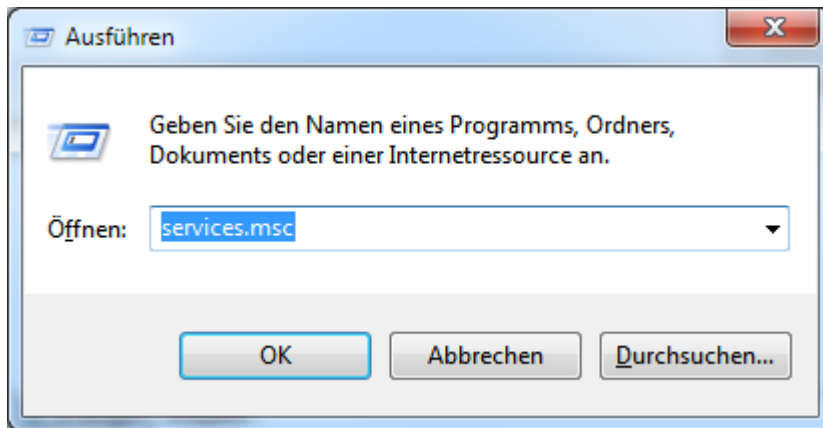 Ausführen
Geben Sie den Namen eines Programms, Ordners,
Dokuments oder einer Internetressource an.
Öffnen: services.msc
OK Abbrechen Durchsuchen...